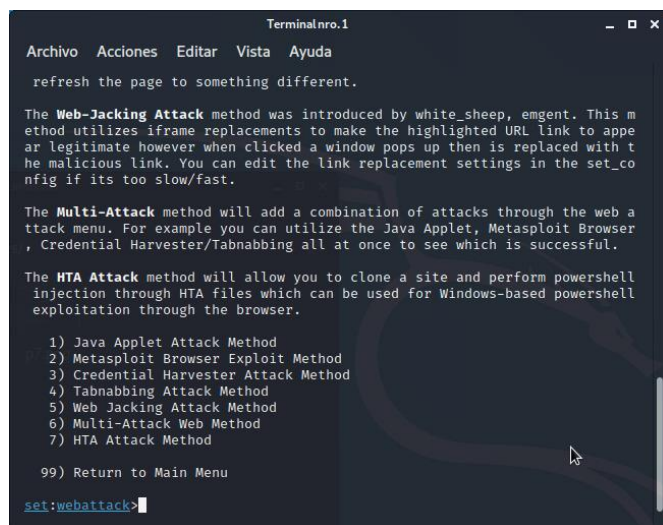 Terminal nro. 1
Archivo Acciones Editar Vista Ayuda
refresh the page to something different.
The Web-Jacking Attack method was introduced by white_sheep, emgent. This m
ethod utilizes iframe replacements to make the highlighted URL link to appe
ar legitimate however when clicked a window pops up then is replaced with t
he malicious link. You can edit the link replacement settings in the set_co
nfig if its too slow/fast.
The Multi-Attack method will add a combination of attacks through the web a
ttack menu. For example you can utilize the Java Applet, Metasploit Browser
, Credential Harvester/Tabnabbing all at once to see which is successful.
The HTA Attack method will allow you to clone a site and perform powershell
injection through HTA files which can be used for Windows-based powershell
exploitation through the browser.
1) Java Applet Attack Method
2) Metasploit Browser Exploit Method
3) Credential Harvester Attack Method
4) Tabnabbing Attack Method
5) Web Jacking Attack Method
6) Multi-Attack Web Method
7) HTA Attack Method
99) Return to Main Menu
set:webattack>